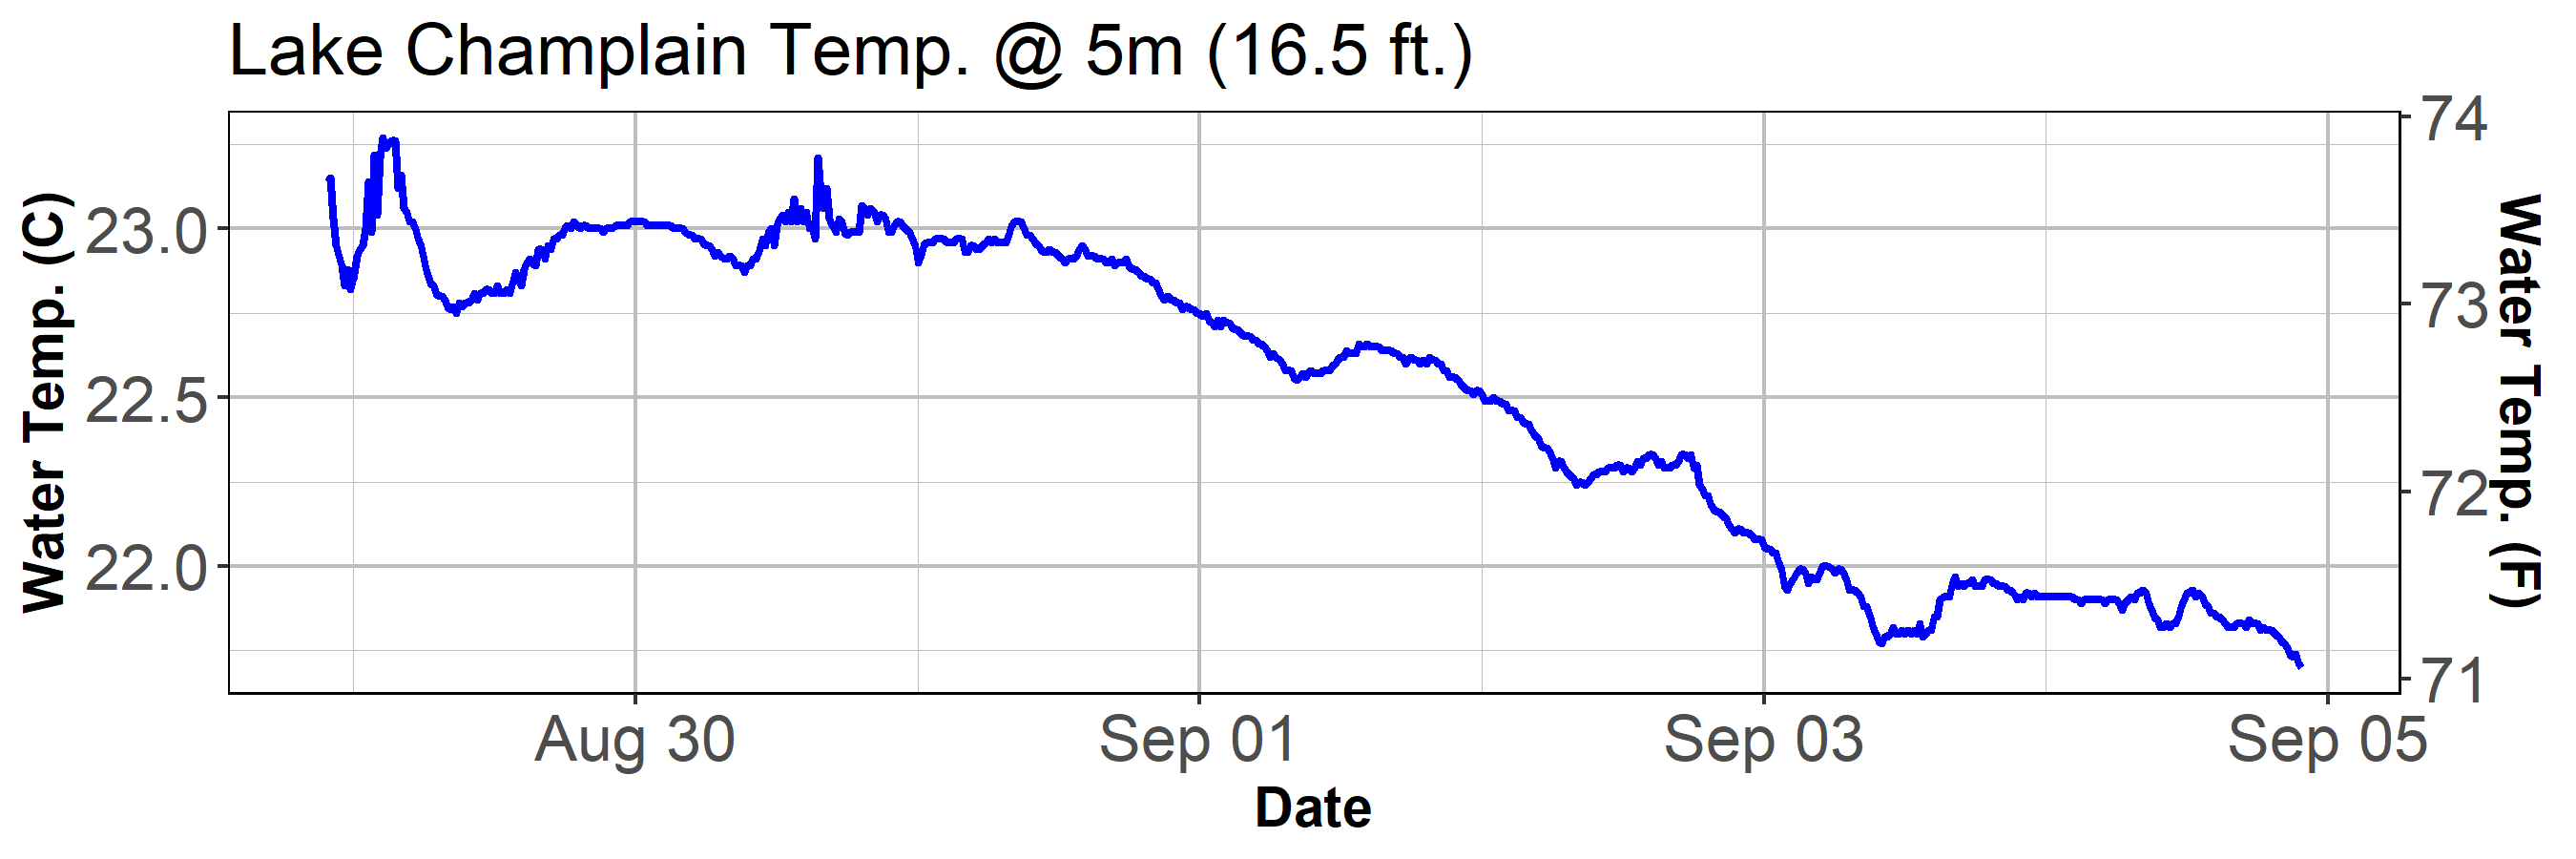 Lake Champlain Temp. @ 5m (16.5 ft.)
Water Temp. (C)
23.0
22.5
22.0
74
73
72
71
Water Temp. (F)
Aug 30 Sep 01 Sep 03 Sep 05
Date